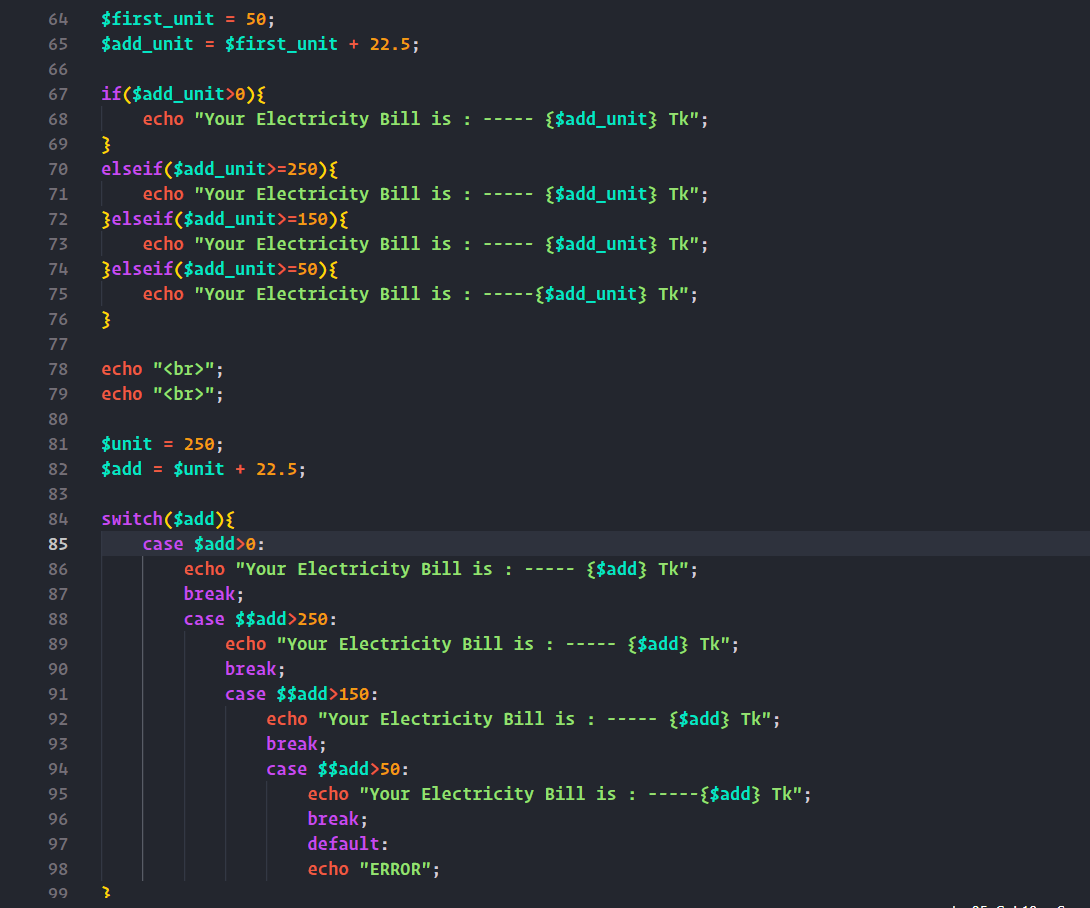 64 $first_unit = 50;
65 $add_unit = $first_unit + 22.5;
66
67 if($add_unit>0){
68     echo "Your Electricity Bill is : ----- {$add_unit} Tk";
69 }
70 elseif($add_unit>=250){
71     echo "Your Electricity Bill is : ----- {$add_unit} Tk";
72 }elseif($add_unit>=150){
73     echo "Your Electricity Bill is : ----- {$add_unit} Tk";
74 }elseif($add_unit>=50){
75     echo "Your Electricity Bill is : -----{$add_unit} Tk";
76 }
77
78 echo "<br>";
79 echo "<br>";
80
81 $unit = 250;
82 $add = $unit + 22.5;
83
84 switch($add){
85     case $add>0:
86         echo "Your Electricity Bill is : ----- {$add} Tk";
87         break;
88         case $$add>250:
89             echo "Your Electricity Bill is : ----- {$add} Tk";
90             break;
91             case $$add>150:
92                 echo "Your Electricity Bill is : ----- {$add} Tk";
93                 break;
94                 case $$add>50:
95                     echo "Your Electricity Bill is : -----{$add} Tk";
96                     break;
97                     default:
98                     echo "ERROR";
99 }